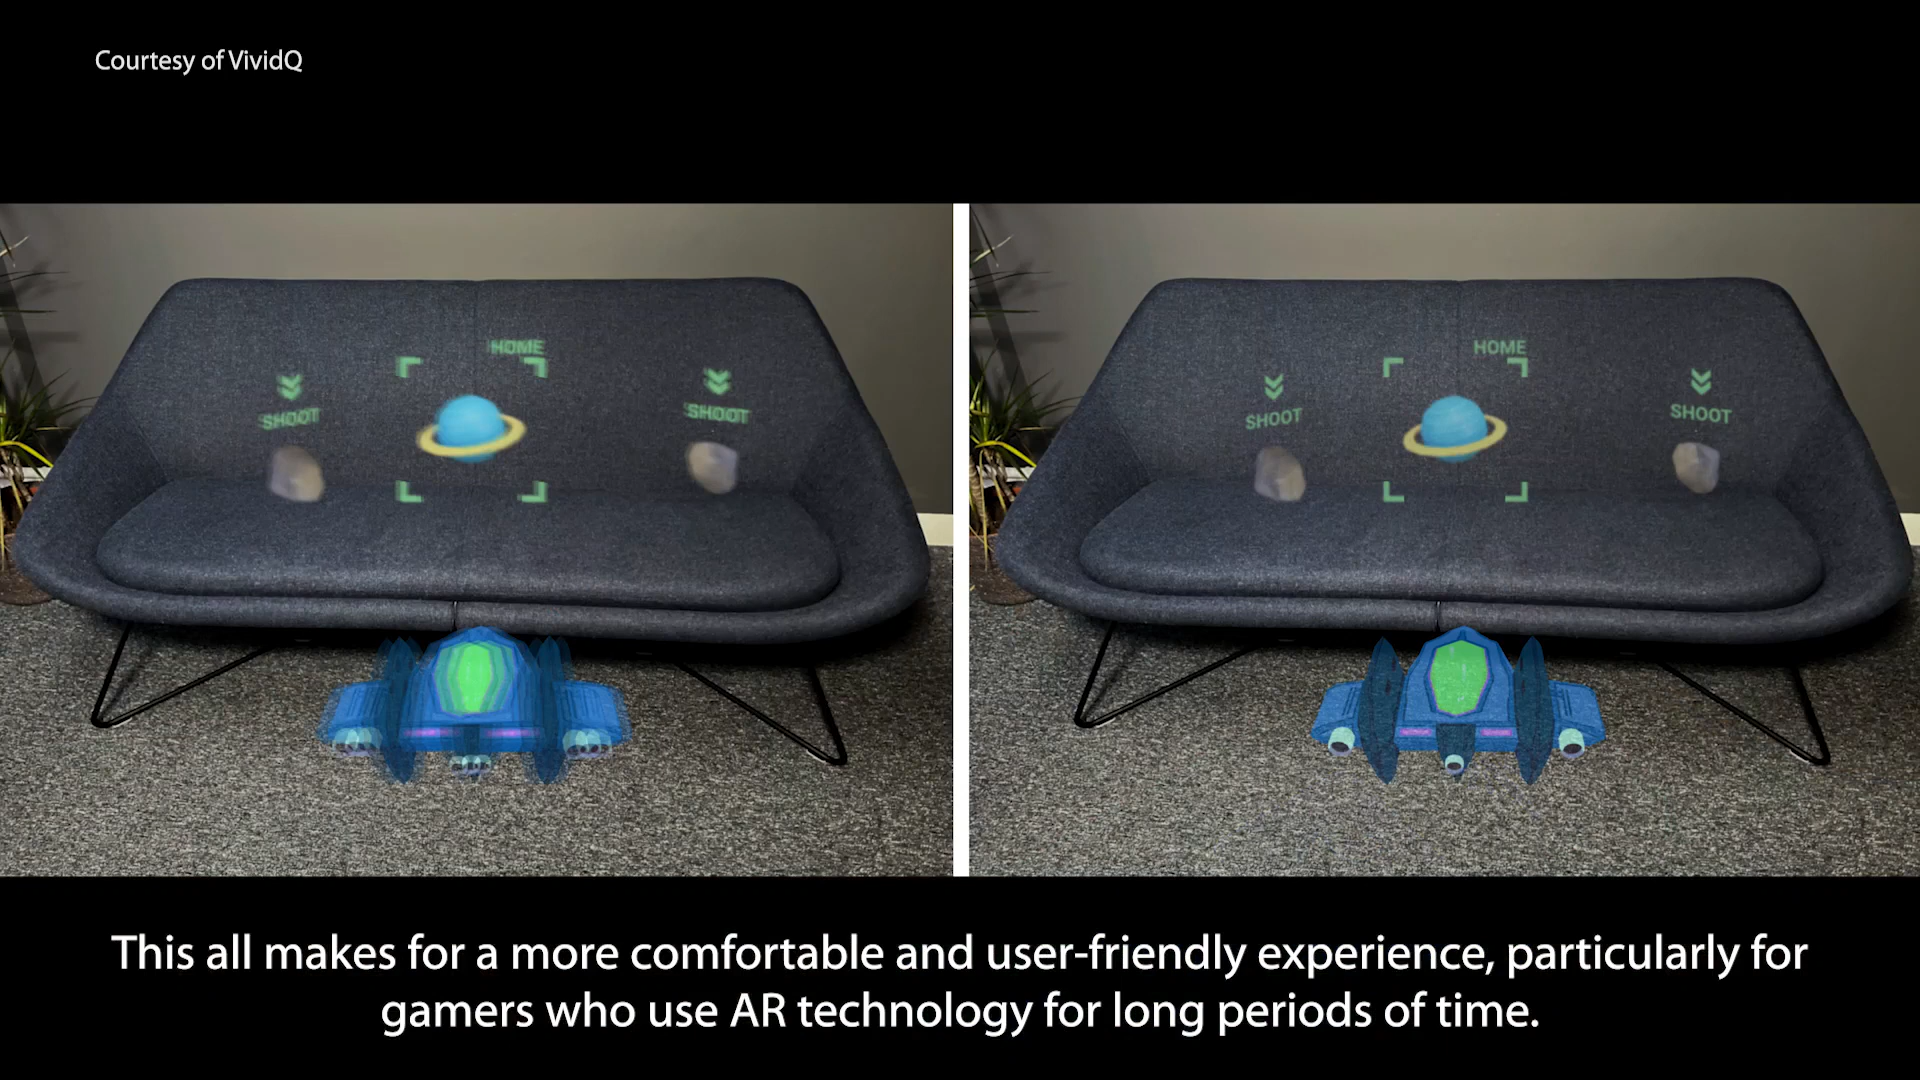 Courtesy of VividQ
HOME
SHOOT
SHOOT
HOME
SHOOT
SHOOT
This all makes for a more comfortable and user-friendly experience, particularly for
gamers who use AR technology for long periods of time.